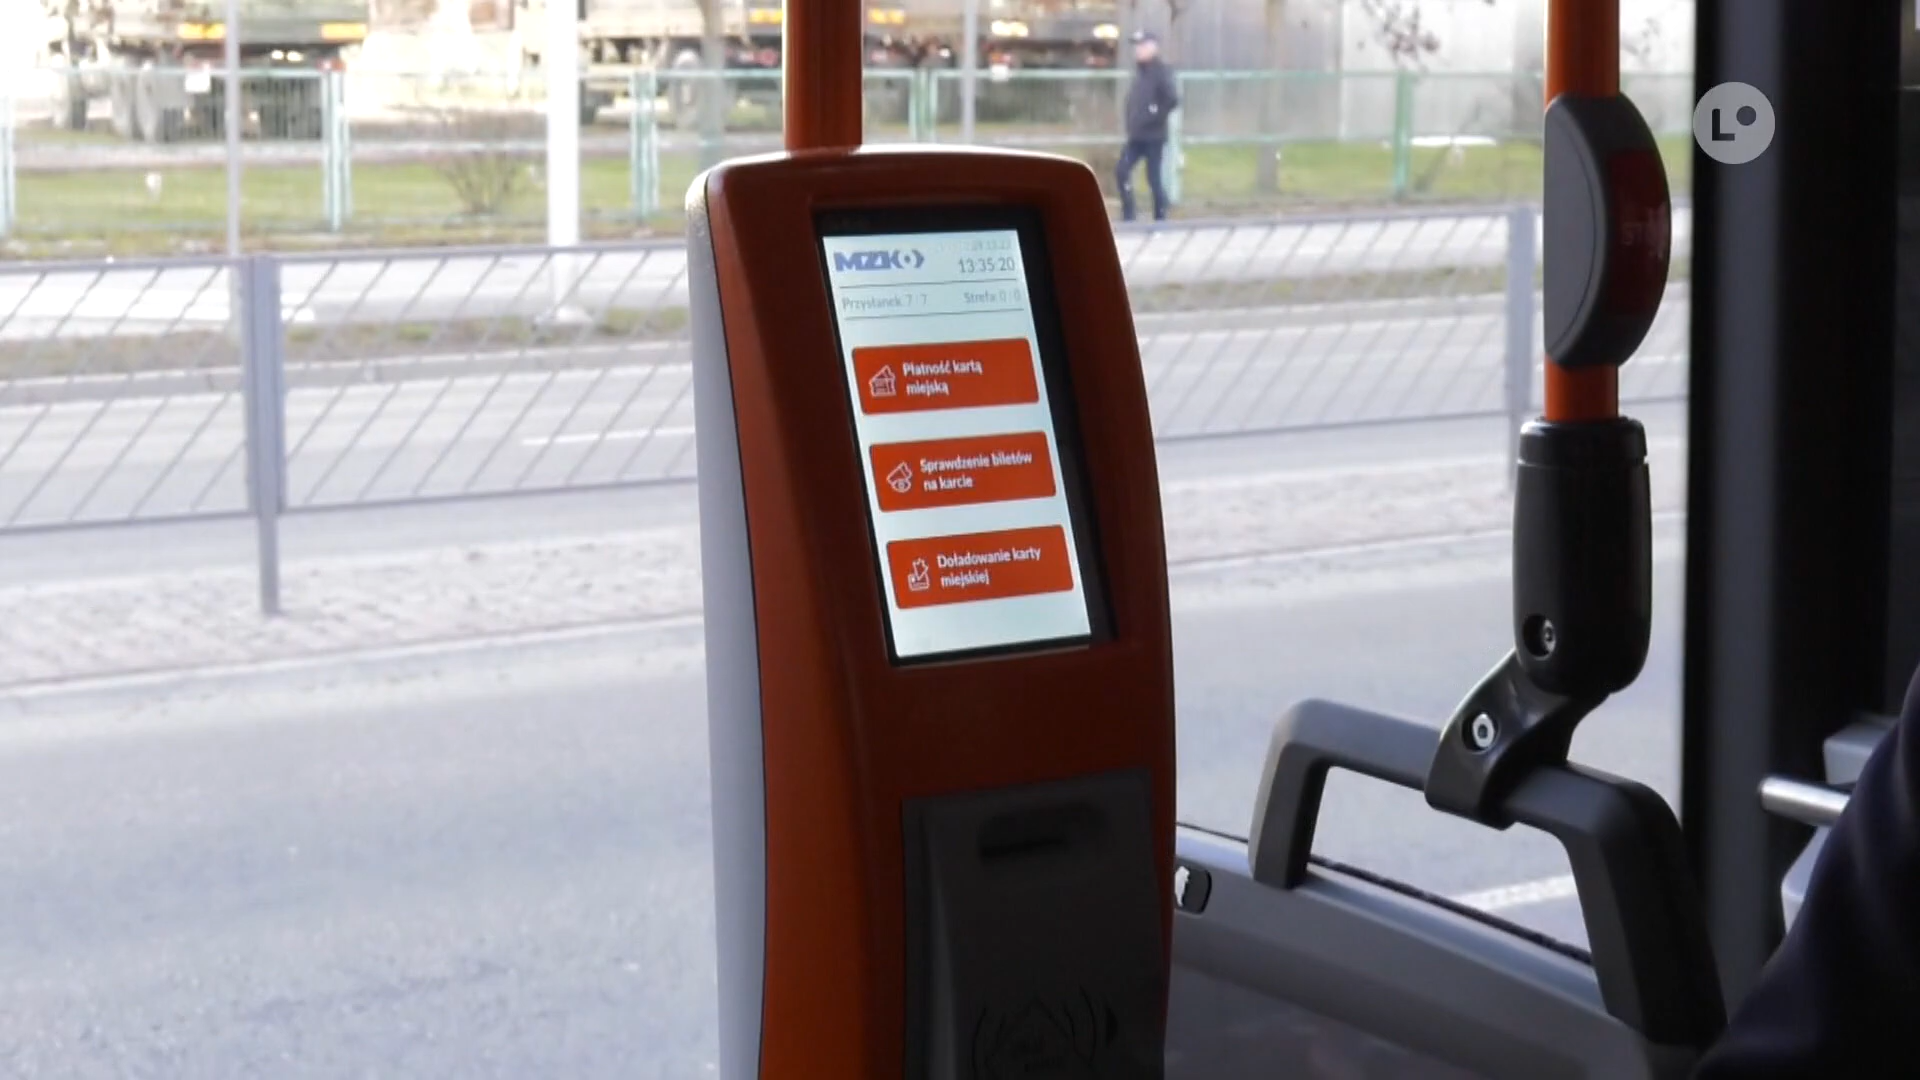 MZK
13:35:20
Przystanek: 7 / 7 Strefa: 0 / 0
Płatność kartą
miejską
Sprawdzenie biletów
na karcie
Doładowanie karty
miejskiej
L